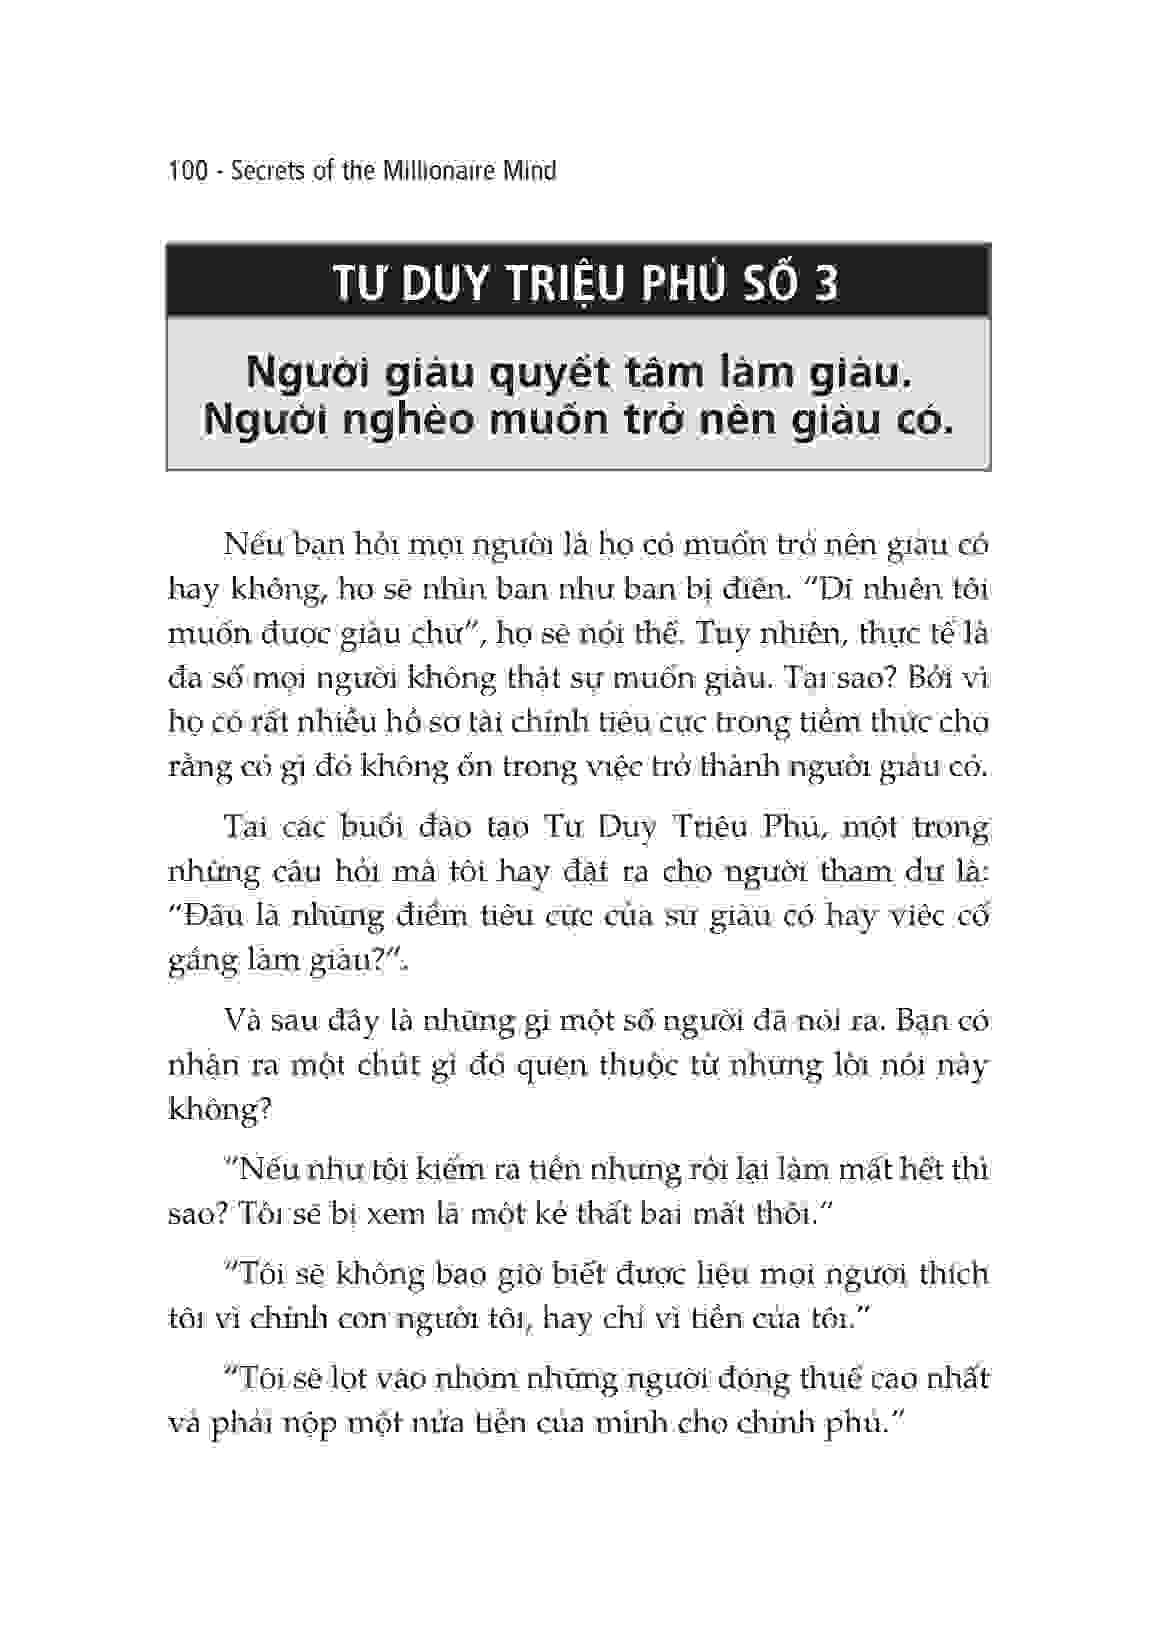 100 - Secrets of the Millionaire Mind
TƯ DUY TRIỆU PHÚ SỐ 3
Người giàu quyết tâm làm giàu.
Người nghèo muốn trở nên giàu có.
Nếu bạn hỏi mọi người là họ có muốn trở nên giàu có
hay không, họ sẽ nhìn bạn như bạn bị điên. “Dĩ nhiên tôi
muốn được giàu chứ”, họ sẽ nói thế. Tuy nhiên, thực tế là
đa số mọi người không thật sự muốn giàu. Tại sao? Bởi vì
họ có rất nhiều hồ sơ tài chính tiêu cực trong tiềm thức cho
rằng có gì đó không ổn trong việc trở thành người giàu có.
Tại các buổi đào tạo Tư Duy Triệu Phú, một trong
những câu hỏi mà tôi hay đặt ra cho người tham dự là:
“Đâu là những điểm tiêu cực của sự giàu có hay việc cố
gắng làm giàu?”.
Và sau đây là những gì một số người đã nói ra. Bạn có
nhận ra một chút gì đó quen thuộc từ những lời nói này
không?
“Nếu như tôi kiếm ra tiền nhưng rồi lại làm mất hết thì
sao? Tôi sẽ bị xem là một kẻ thất bại mất thôi.”
“Tôi sẽ không bao giờ biết được liệu mọi người thích
tôi vì chính con người tôi, hay chỉ vì tiền của tôi.”
“Tôi sẽ lọt vào nhóm những người đóng thuế cao nhất
và phải nộp một nửa tiền của mình cho chính phủ.”